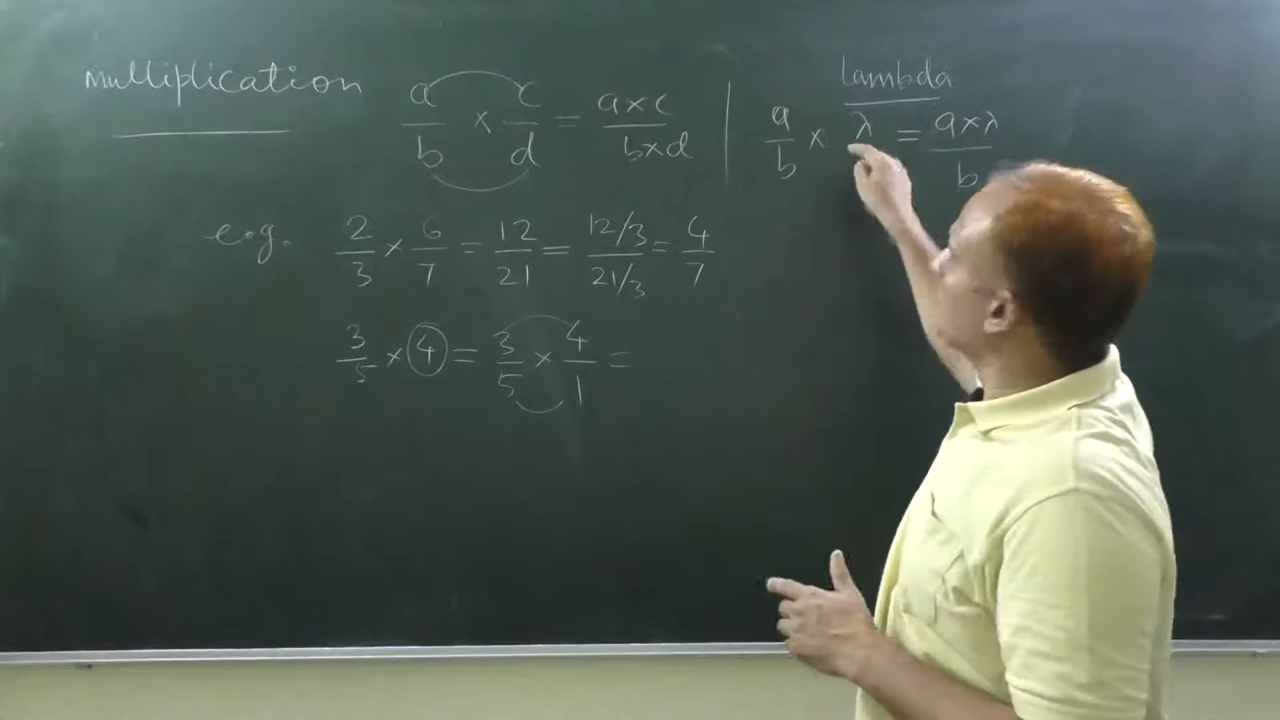 Multiplication a/b × c/d = a×c/b×d | a/b × λ = a×λ/b
lambda
e.g. 2/3 × 6/7 = 12/21 = 12/3/21/3 = 4/7
3/5 × 4 = 3/5 × 4/1 =